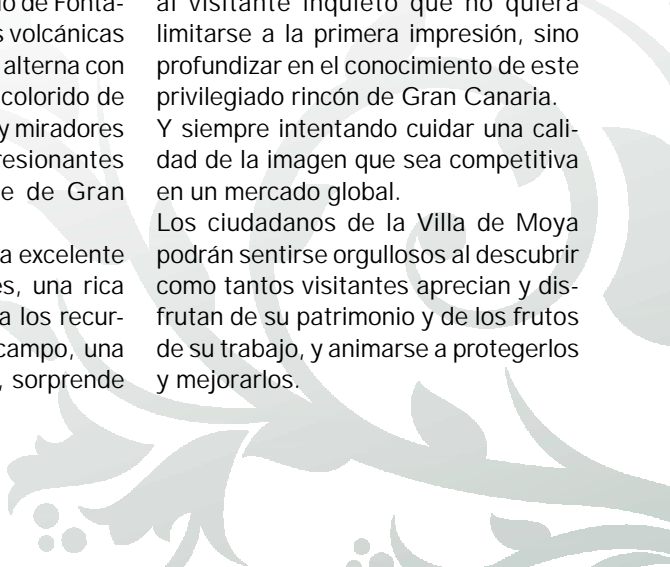 do de Fonta-
s volcánicas
alterna con
colorido de
y miradores
resionantes
e de Gran
a excelente
es, una rica
a los recur-
campo, una
, sorprende
al visitante inquieto que no quiera
limitarse a la primera impresión, sino
profundizar en el conocimiento de este
privilegiado rincón de Gran Canaria.
Y siempre intentando cuidar una cali-
dad de la imagen que sea competitiva
en un mercado global.
Los ciudadanos de la Villa de Moya
podrán sentirse orgullosos al descubrir
como tantos visitantes aprecian y dis-
frutan de su patrimonio y de los frutos
de su trabajo, y animarse a protegerlos
y mejorarlos.